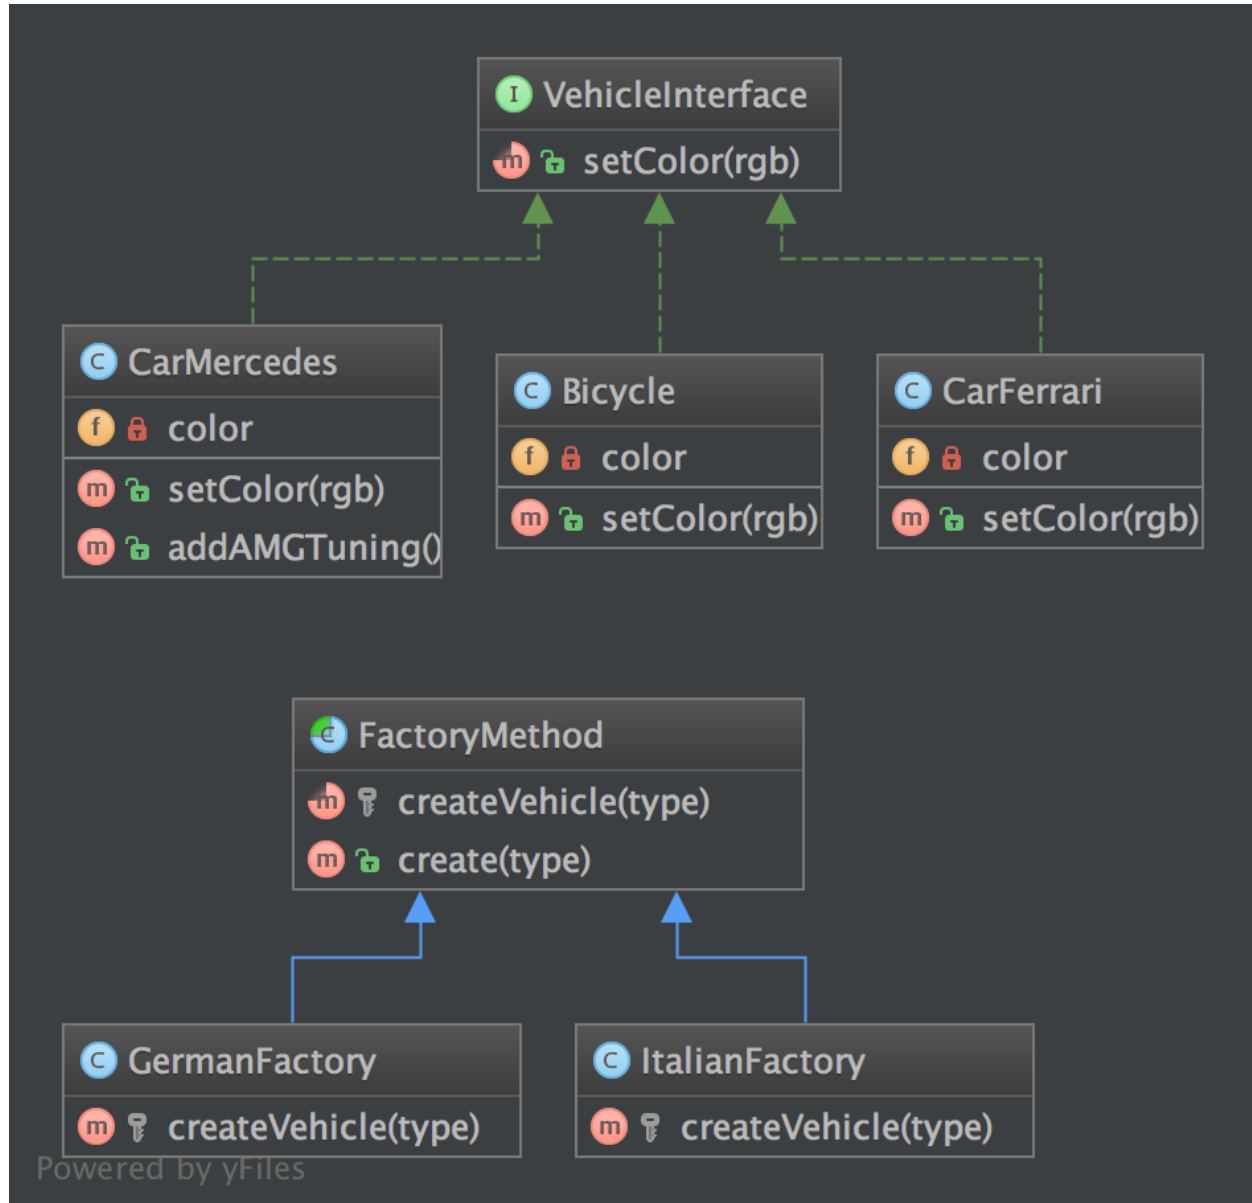 I VehicleInterface
m setColor(rgb)
C CarMercedes
f color
m setColor(rgb)
m addAMGTuning()
C Bicycle
f color
m setColor(rgb)
C CarFerrari
f color
m setColor(rgb)
C FactoryMethod
m createVehicle(type)
m create(type)
C GermanFactory
m createVehicle(type)
C ItalianFactory
m createVehicle(type)
Powered by yFiles